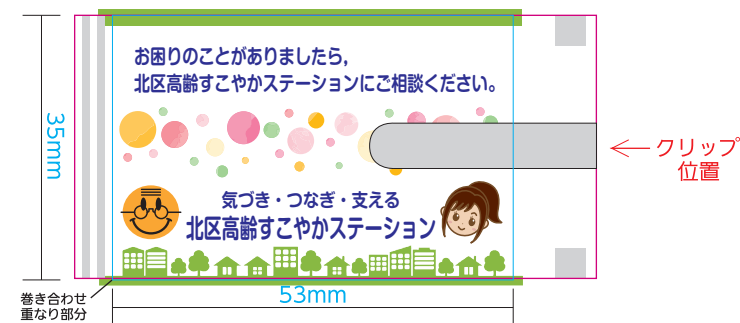 お困りのことがありましたら,
北区高齢すこやかステーションにご相談ください。
35mm
クリップ
位置
気づき・つなぎ・支える
北区高齢すこやかステーション
巻き合わせ
重なり部分
53mm